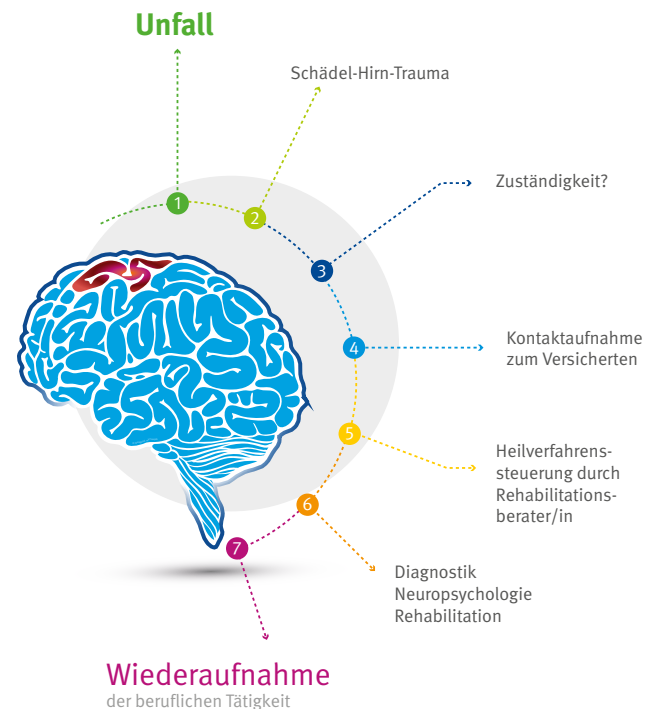 Unfall
Schädel-Hirn-Trauma
1
2
Zuständigkeit?
3
4
Kontaktaufnahme
zum Versicherten
5
Heilverfahrens-
steuerung durch
Rehabilitations-
berater/in
6
7
Diagnostik
Neuropsychologie
Rehabilitation
Wiederaufnahme
der beruflichen Tätigkeit